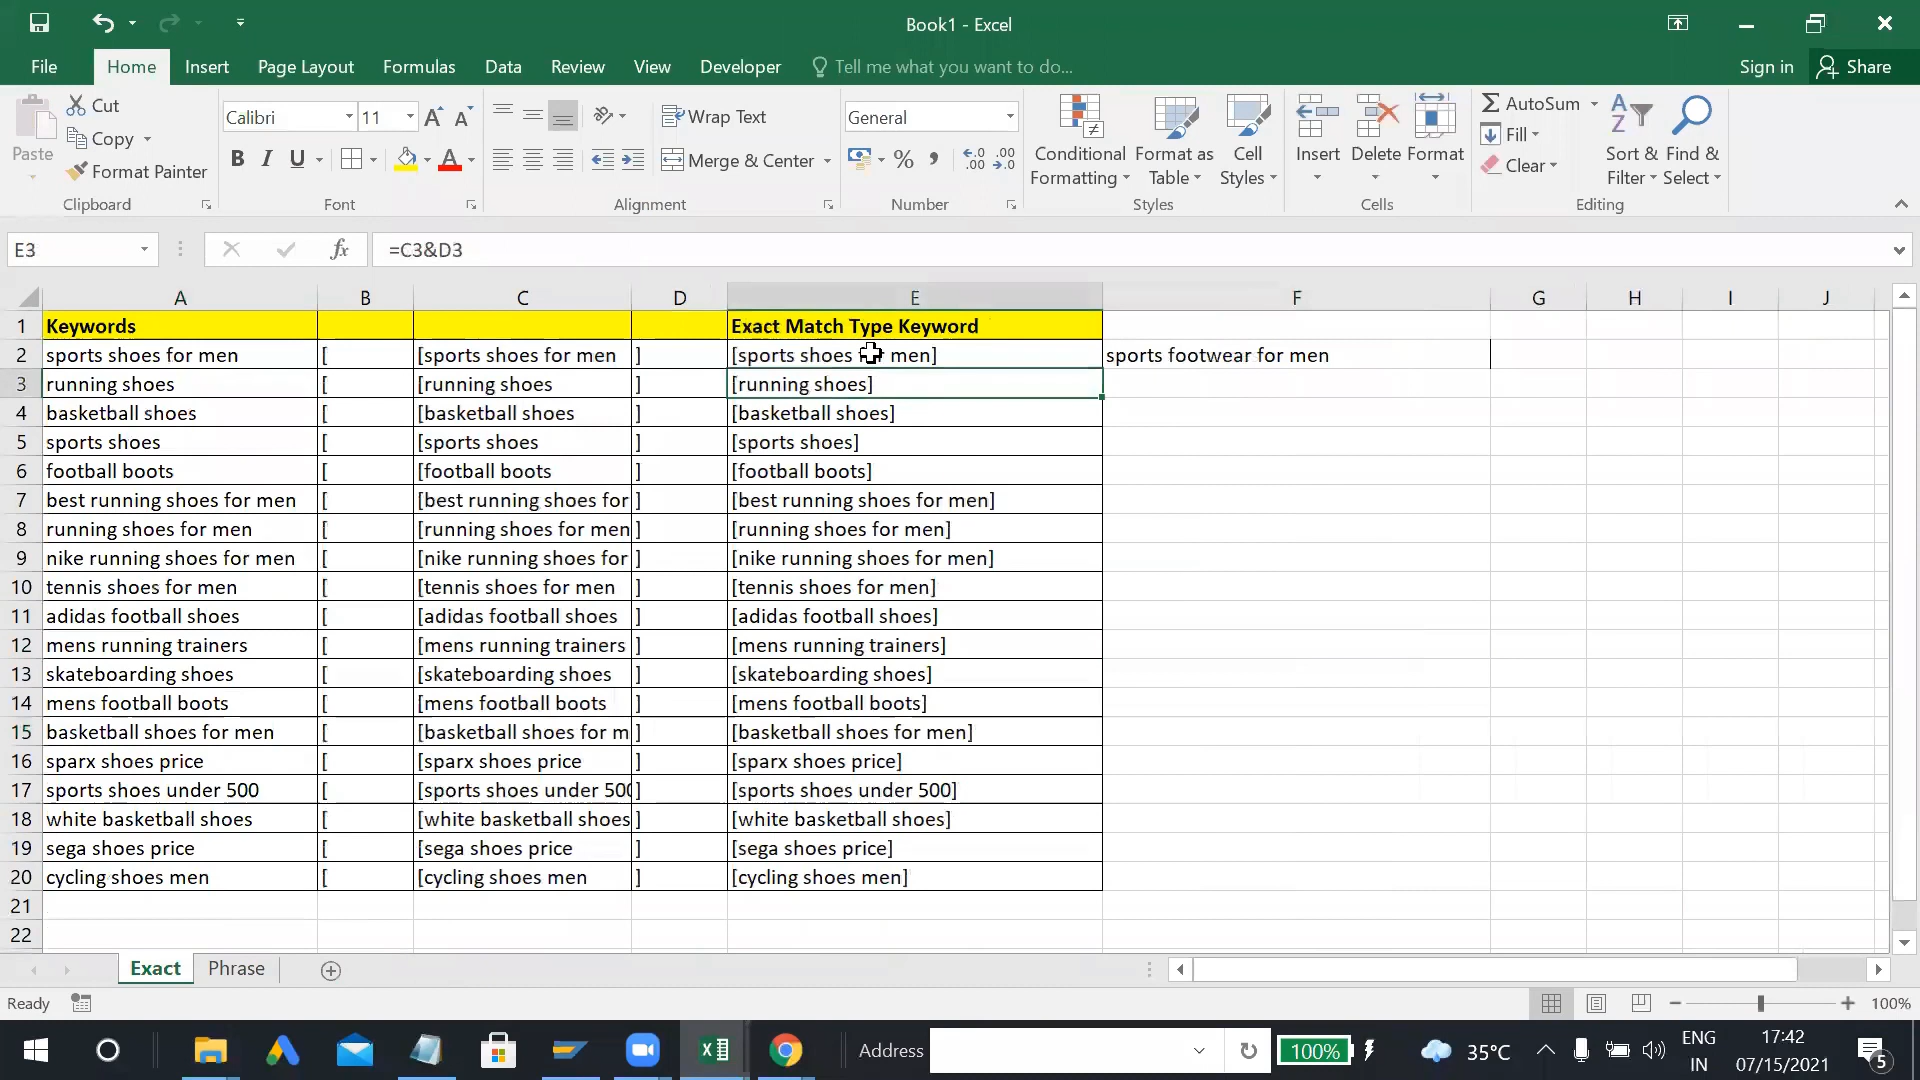 Book1 - Excel
File Home Insert Page Layout Formulas Data Review View Developer Tell me what you want to do... Sign in Share
Paste
Cut
Copy
Format Painter
Clipboard
Calibri 11
A A
B I U A
Font
Wrap Text
Merge & Center
Alignment
General
% , .0 .00 .00 .0
Number
Conditional Formatting
Format as Table
Cell Styles
Styles
Insert Delete Format
Cells
AutoSum
Fill
Clear
Sort & Filter
Find & Select
Editing
E3 fx =C3&D3
A B C D E F G H I J
1 Keywords Exact Match Type Keyword
2 sports shoes for men [ [sports shoes for men ] [sports shoes for men] sports footwear for men
3 running shoes [ [running shoes ] [running shoes]
4 basketball shoes [ [basketball shoes ] [basketball shoes]
5 sports shoes [ [sports shoes ] [sports shoes]
6 football boots [ [football boots ] [football boots]
7 best running shoes for men [ [best running shoes for ] [best running shoes for men]
8 running shoes for men [ [running shoes for men ] [running shoes for men]
9 nike running shoes for men [ [nike running shoes for ] [nike running shoes for men]
10 tennis shoes for men [ [tennis shoes for men ] [tennis shoes for men]
11 adidas football shoes [ [adidas football shoes ] [adidas football shoes]
12 mens running trainers [ [mens running trainers ] [mens running trainers]
13 skateboarding shoes [ [skateboarding shoes ] [skateboarding shoes]
14 mens football boots [ [mens football boots ] [mens football boots]
15 basketball shoes for men [ [basketball shoes for m ] [basketball shoes for men]
16 sparx shoes price [ [sparx shoes price ] [sparx shoes price]
17 sports shoes under 500 [ [sports shoes under 500 ] [sports shoes under 500]
18 white basketball shoes [ [white basketball shoes ] [white basketball shoes]
19 sega shoes price [ [sega shoes price ] [sega shoes price]
20 cycling shoes men [ [cycling shoes men ] [cycling shoes men]
21
22
Exact Phrase
Ready 100%
Address 100% 35°C ENG IN 17:42 07/15/2021 5